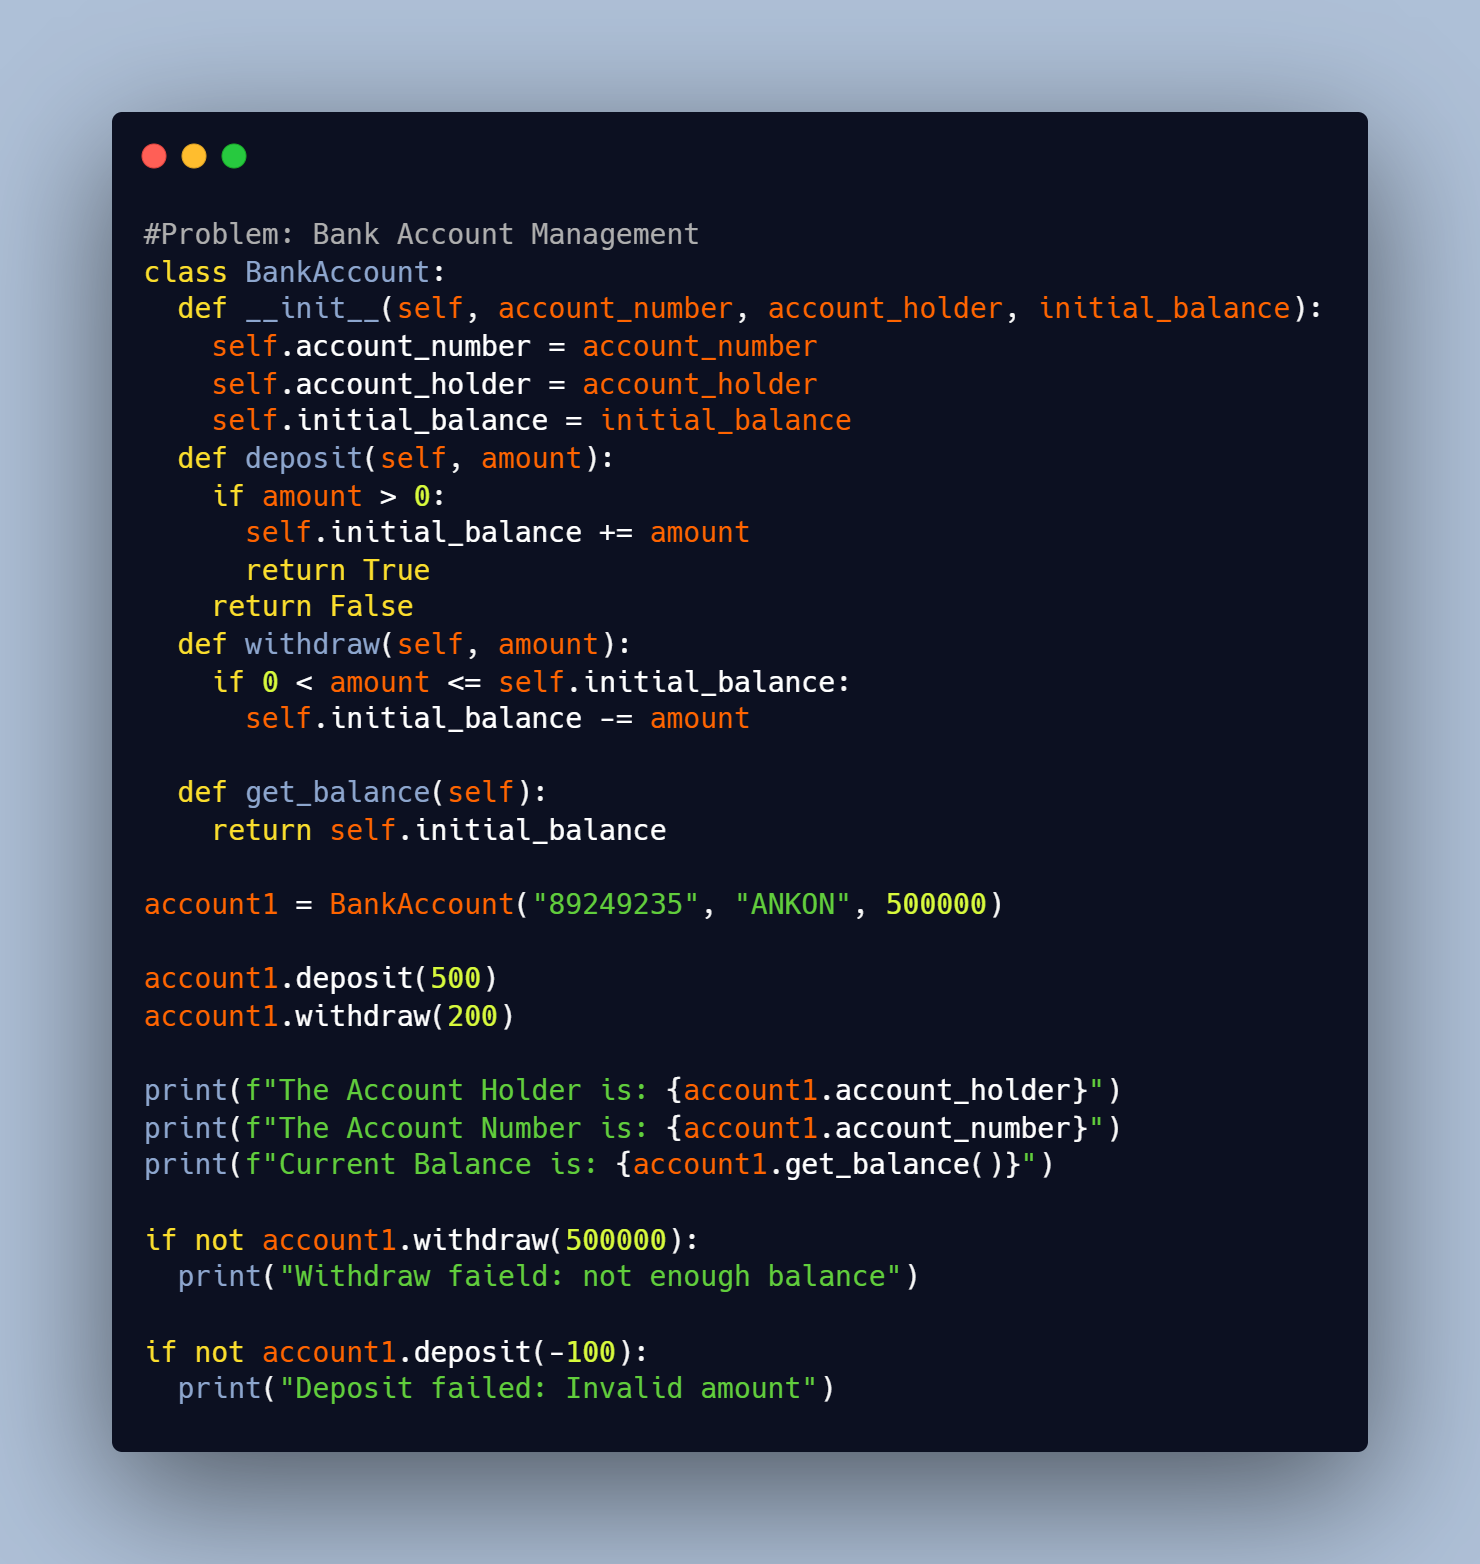 #Problem: Bank Account Management
class BankAccount:
  def __init__(self, account_number, account_holder, initial_balance):
    self.account_number = account_number
    self.account_holder = account_holder
    self.initial_balance = initial_balance
  def deposit(self, amount):
    if amount > 0:
      self.initial_balance += amount
      return True
    return False
  def withdraw(self, amount):
    if 0 < amount <= self.initial_balance:
      self.initial_balance -= amount

  def get_balance(self):
    return self.initial_balance

account1 = BankAccount("89249235", "ANKON", 500000)

account1.deposit(500)
account1.withdraw(200)

print(f"The Account Holder is: {account1.account_holder}")
print(f"The Account Number is: {account1.account_number}")
print(f"Current Balance is: {account1.get_balance()}")

if not account1.withdraw(500000):
  print("Withdraw faield: not enough balance")

if not account1.deposit(-100):
  print("Deposit failed: Invalid amount")